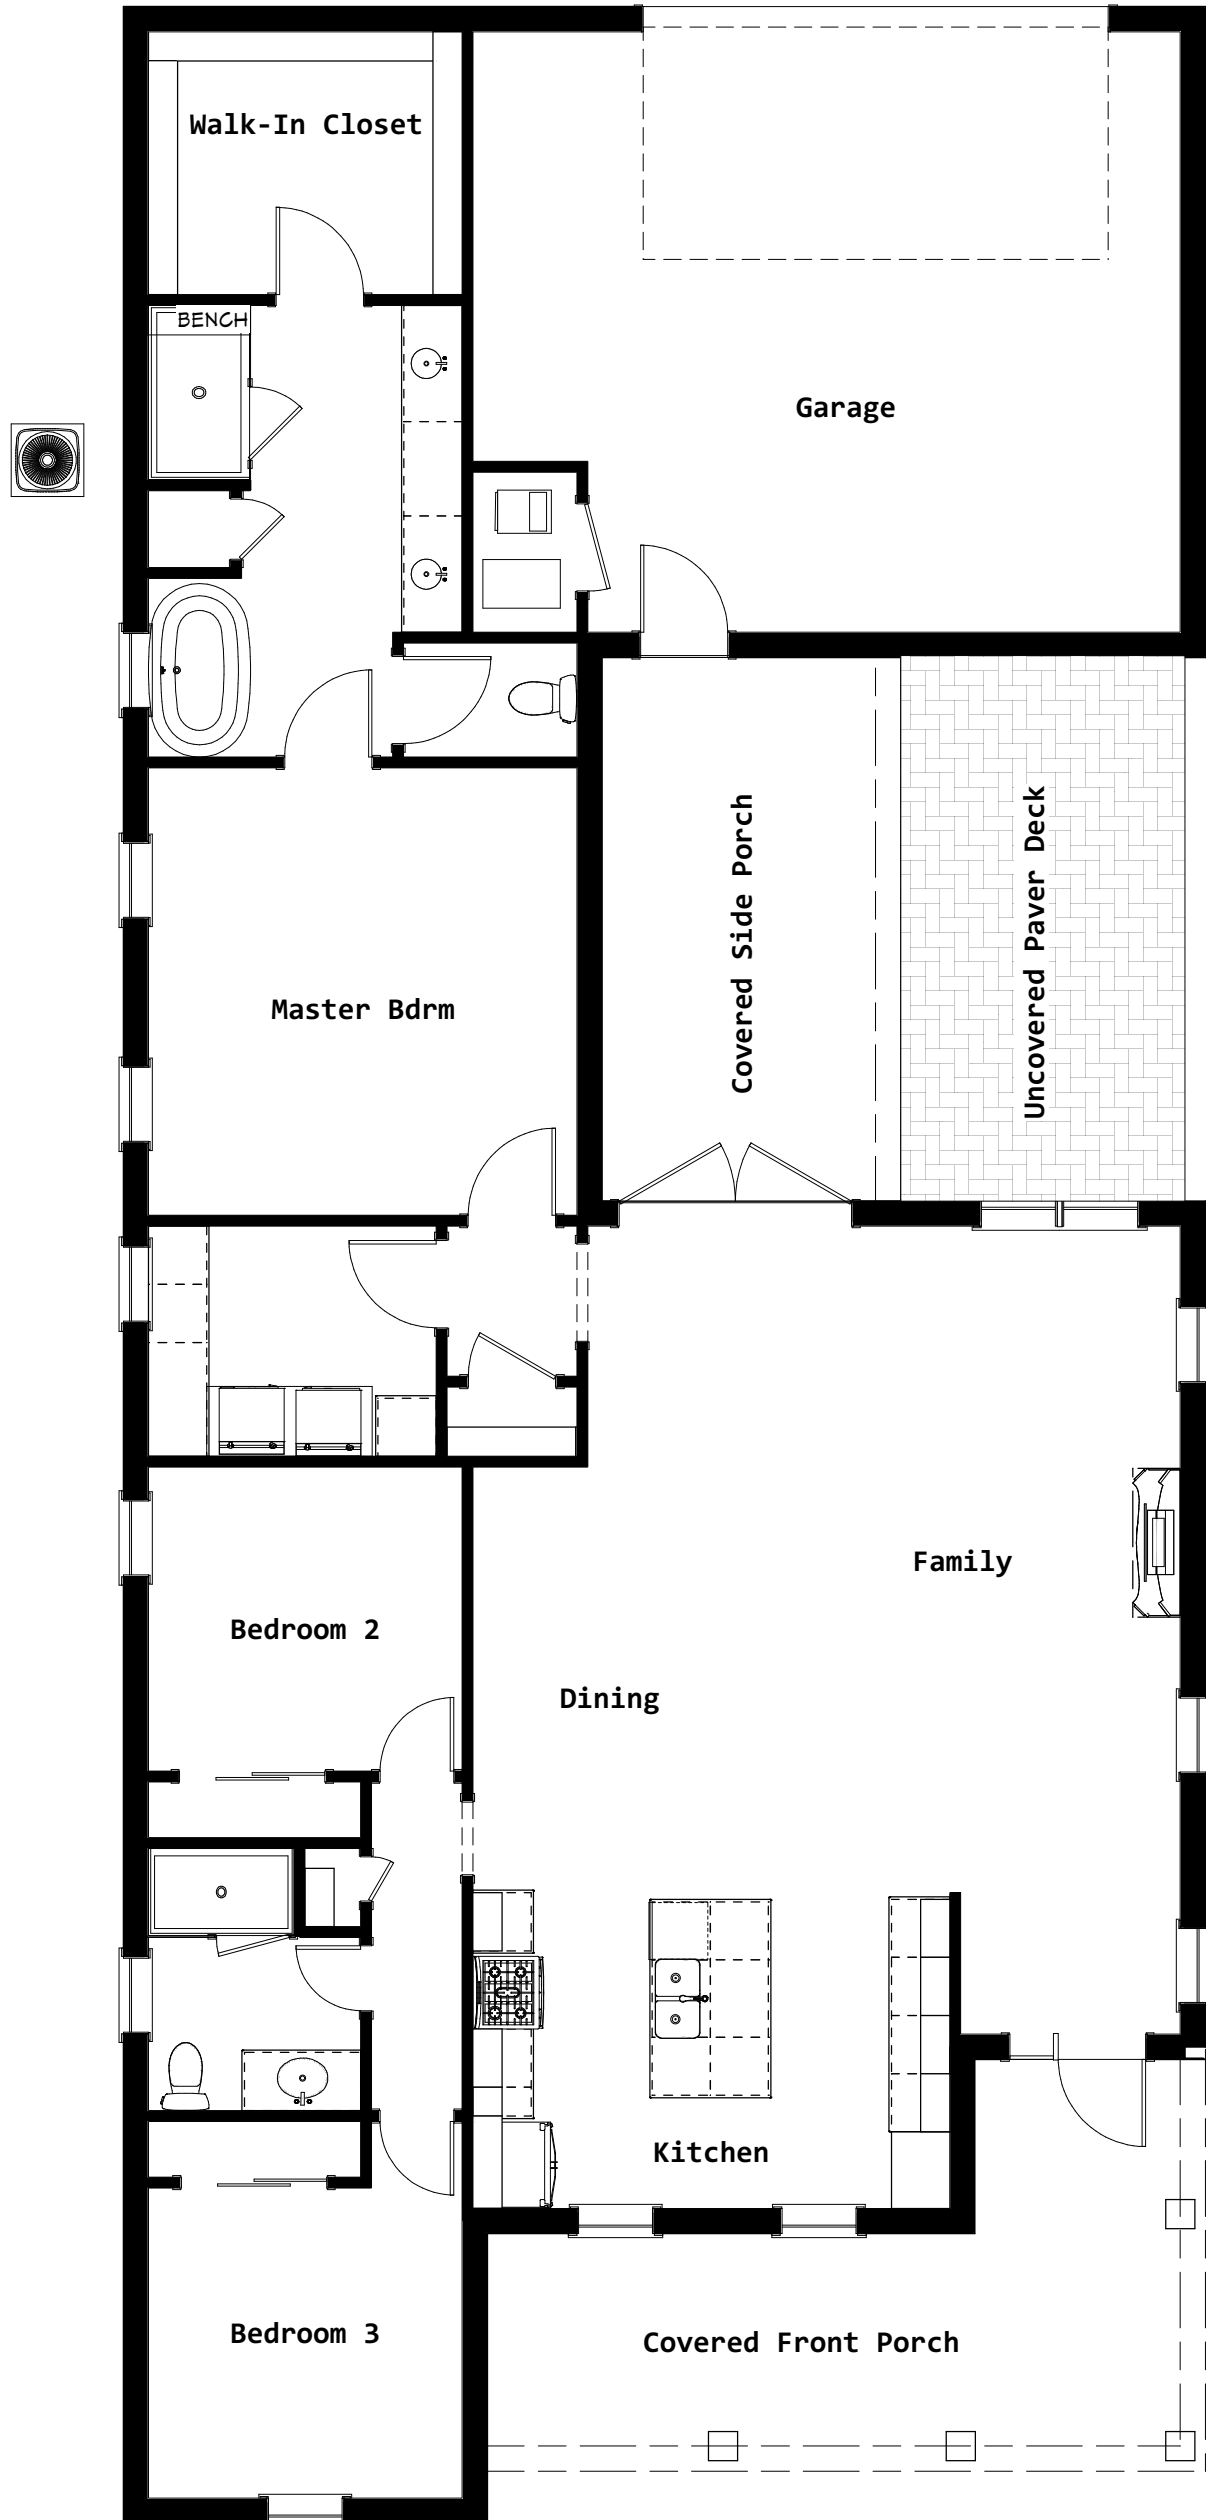 Walk-In Closet
BENCH
Garage
Covered Side Porch
Uncovered Paver Deck
Master Bdrm
Family
Bedroom 2
Dining
Kitchen
Bedroom 3
Covered Front Porch